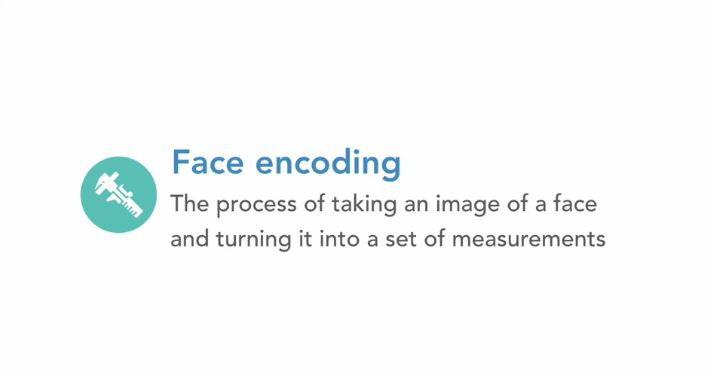 Face encoding
The process of taking an image of a face
and turning it into a set of measurements